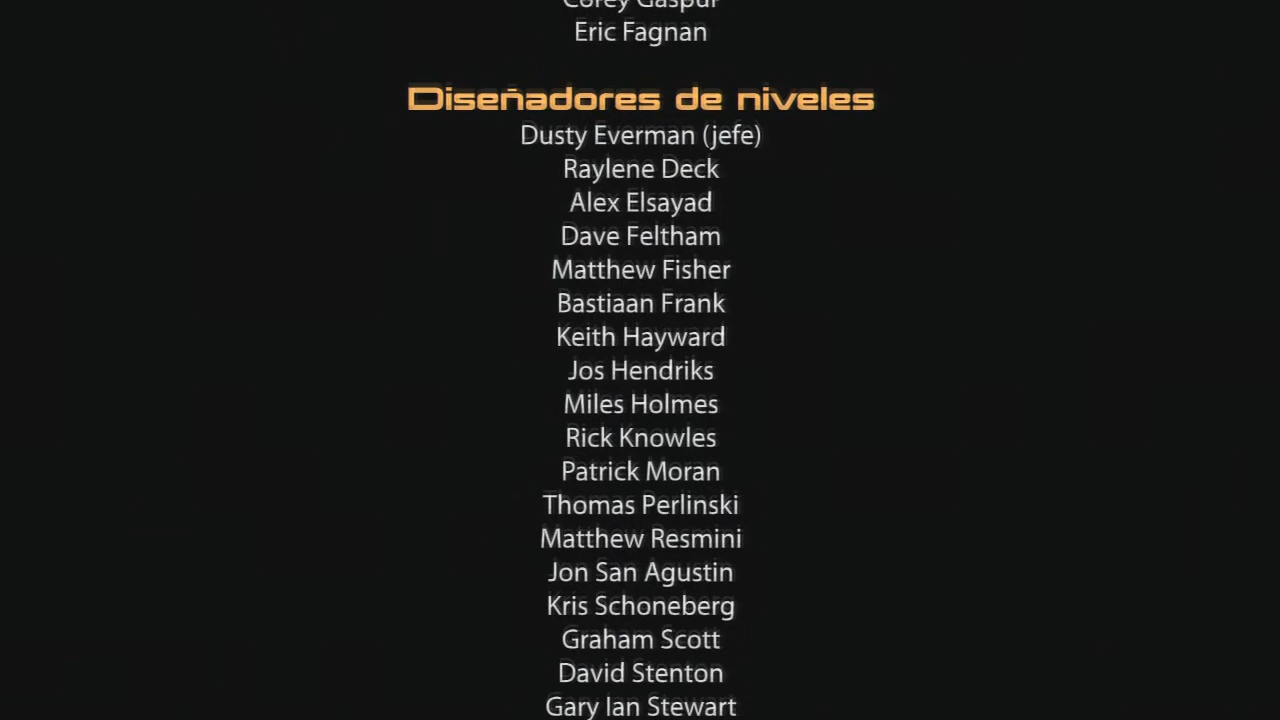 Corey Gaspur
Eric Fagnan
Diseñadores de niveles
Dusty Everman (jefe)
Raylene Deck
Alex Elsayad
Dave Feltham
Matthew Fisher
Bastiaan Frank
Keith Hayward
Jos Hendriks
Miles Holmes
Rick Knowles
Patrick Moran
Thomas Perlinski
Matthew Resmini
Jon San Agustin
Kris Schoneberg
Graham Scott
David Stenton
Gary Ian Stewart